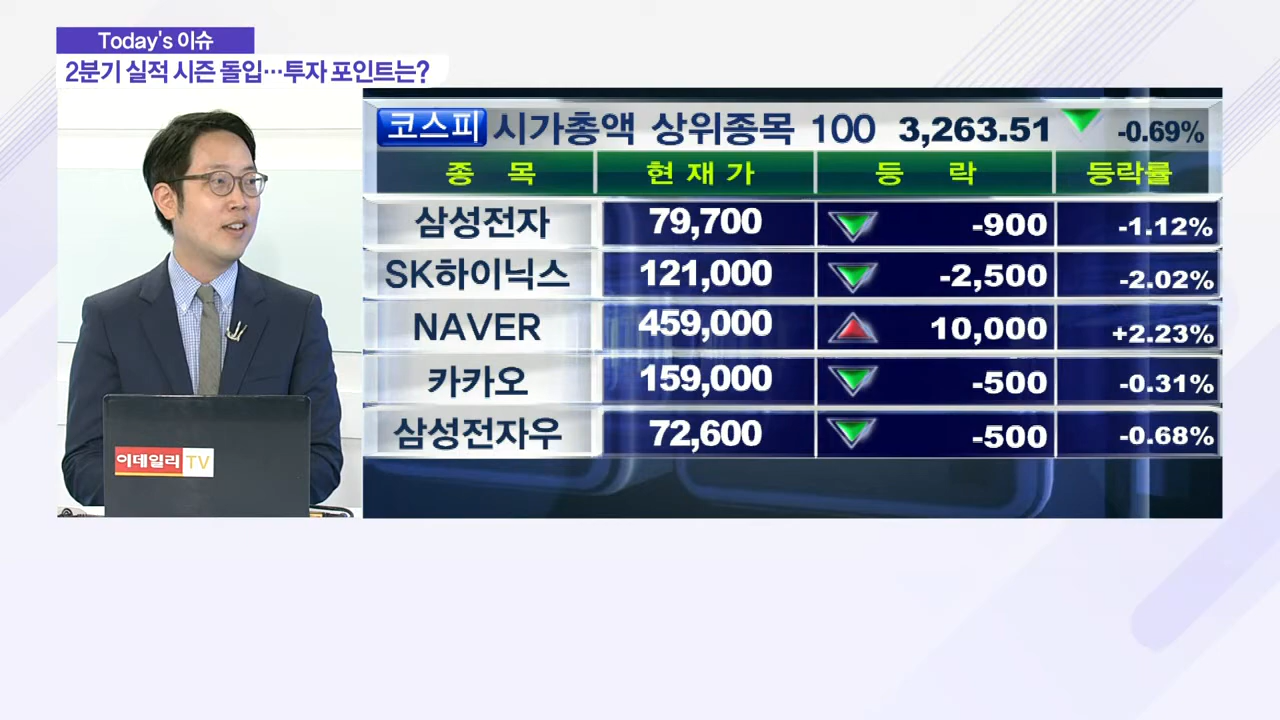 Today's 이슈
2분기 실적 시즌 돌입…투자 포인트는?
코스피 시가총액 상위종목 100 3,263.51 -0.69%
종 목 현 재 가 등 락 등락률
삼성전자 79,700 -900 -1.12%
SK하이닉스 121,000 -2,500 -2.02%
NAVER 459,000 10,000 +2.23%
카카오 159,000 -500 -0.31%
삼성전자우 72,600 -500 -0.68%
이데일리 TV